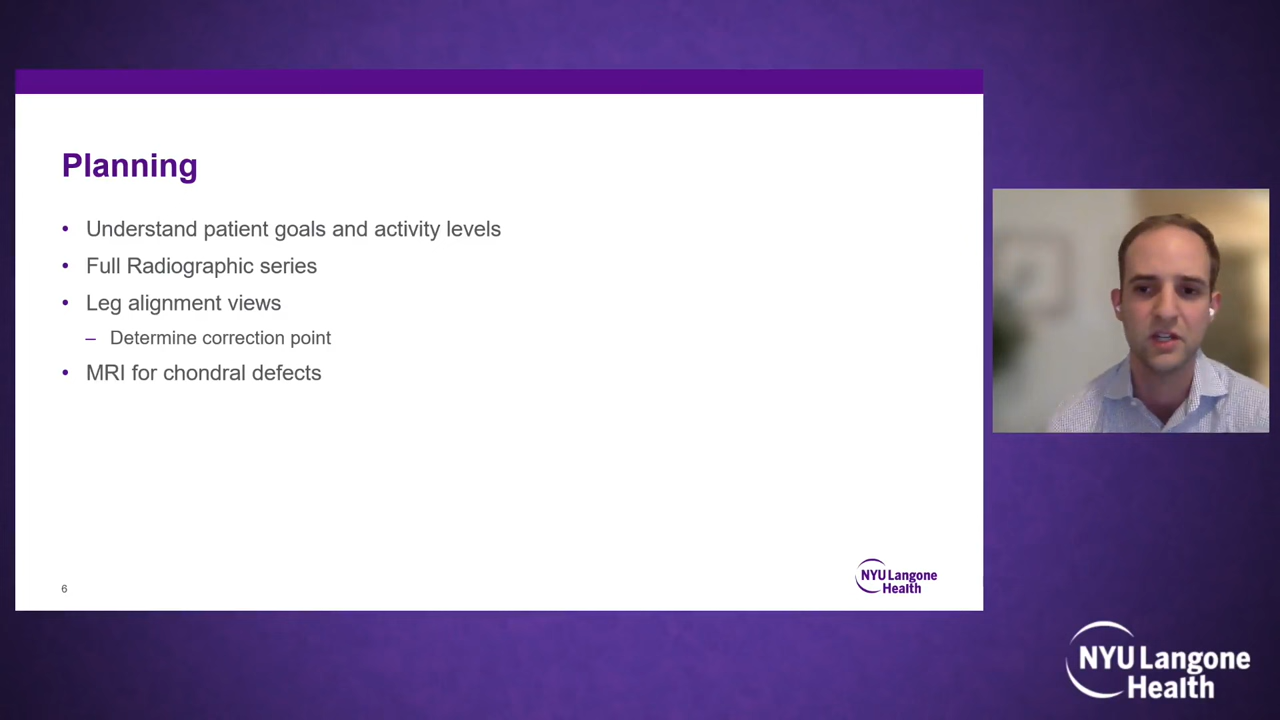 Planning
• Understand patient goals and activity levels
• Full Radiographic series
• Leg alignment views
– Determine correction point
• MRI for chondral defects
6
NYU Langone
Health
NYU Langone
Health